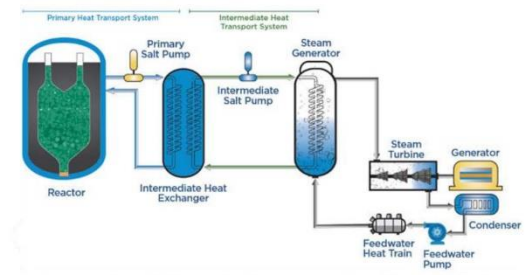 Primary Heat Transport System
Intermediate Heat
Transport System
Primary
Salt Pump
Steam
Generator
Intermediate
Salt Pump
Reactor
Intermediate Heat
Exchanger
Steam
Turbine
Generator
Condenser
Feedwater
Heat Train
Feedwater
Pump